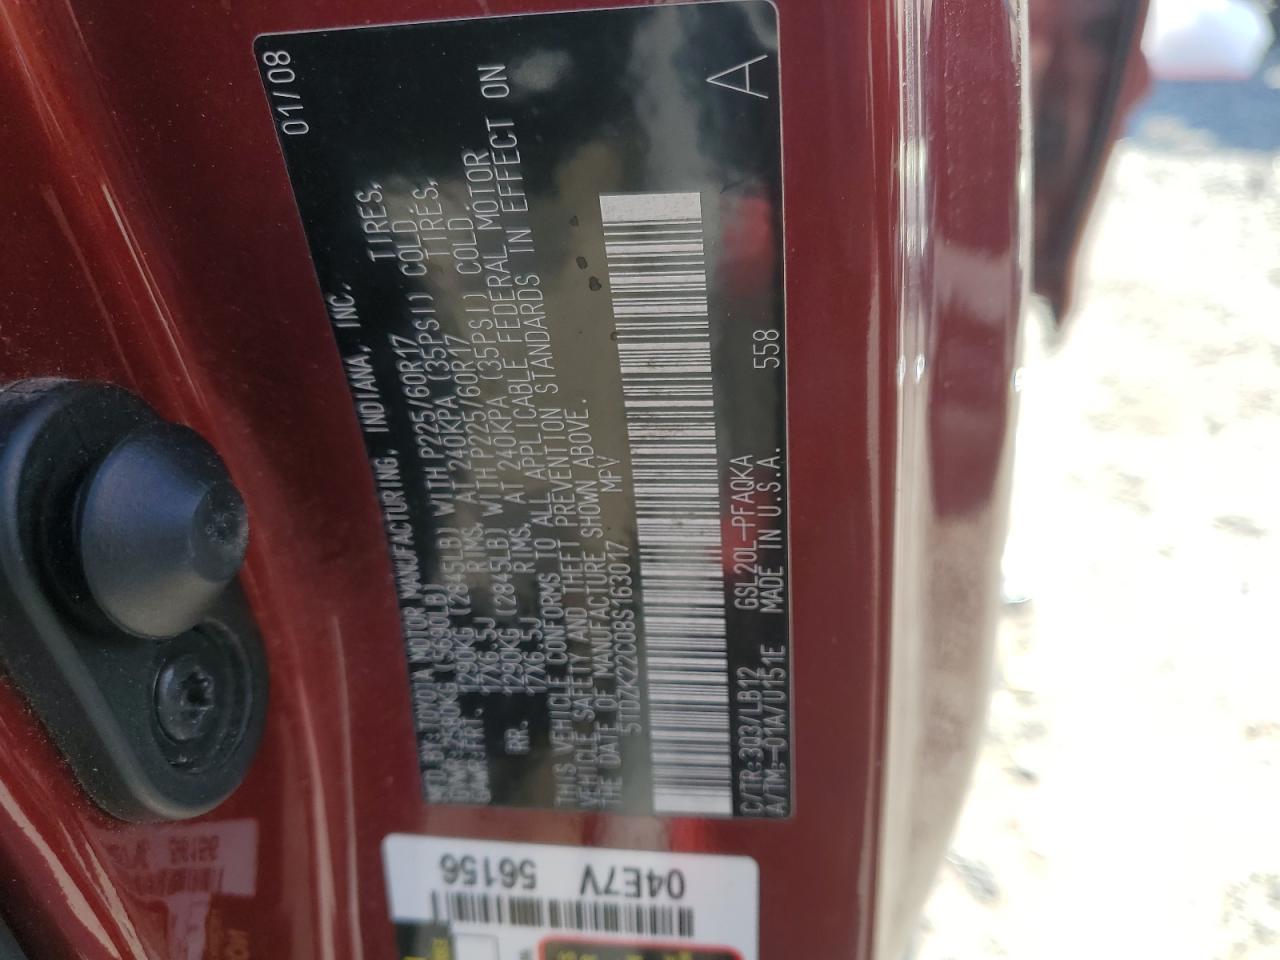 01/08
MFD.BY:TOYOTA MOTOR MANUFACTURING, INDIANA, INC.
GVWR:2580KG(5690LB)
GAWR:FRT. 1290KG (2845LB) WITH P225/60R17 TIRES,
17X6.5J RIMS, AT 240KPA (35PSI) COLD.
RR. 1290KG (2845LB) WITH P225/60R17 TIRES,
17X6.5J RIMS, AT 240KPA (35PSI) COLD.
THIS VEHICLE CONFORMS TO ALL APPLICABLE FEDERAL MOTOR
VEHICLE SAFETY AND THEFT PREVENTION STANDARDS IN EFFECT ON
THE DATE OF MANUFACTURE SHOWN ABOVE.
5TDZK22C08S163017 MPV
A
C/TR:3Q3/LB12 GSL20L-PFAQKA
A/TM:-01A/U151E MADE IN U.S.A. 558
04E7V 56156